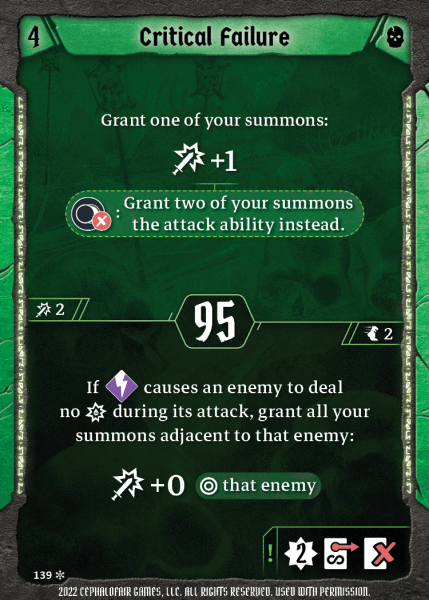 4 Critical Failure
Grant one of your summons:
+1
: Grant two of your summons
the attack ability instead.
2
95
2
If causes an enemy to deal
no during its attack, grant all your
summons adjacent to that enemy:
+0 that enemy
! 2
139
2022 CEPHALOFAIR GAMES, LLC. ALL RIGHTS RESERVED. USED WITH PERMISSION.